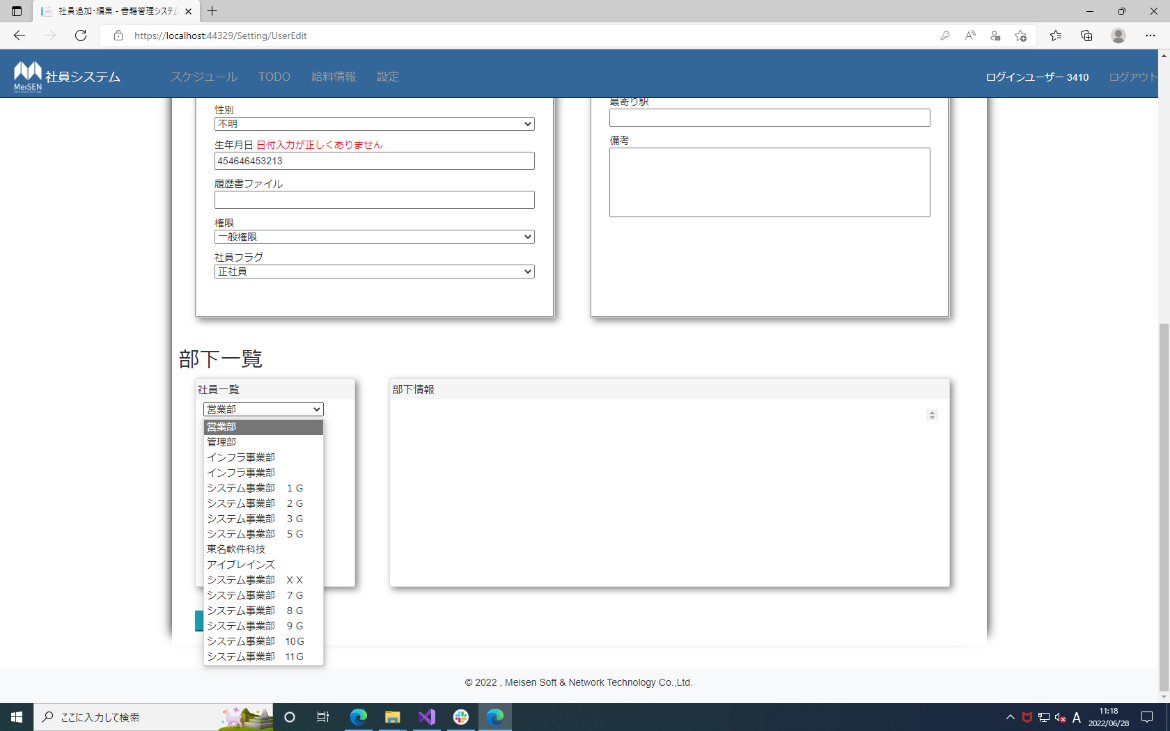 社員追加･編集 - 書籍管理システム
https://localhost:44329/Setting/UserEdit
MeiSEN
社員システム
スケジュール
TODO
給料情報
設定
ログインユーザー 3410
ログアウト
性別
不明
生年月日 日付入力が正しくありません
454646453213
履歴書ファイル
権限
一般権限
社員フラグ
正社員
最寄り駅
備考
部下一覧
社員一覧
営業部
営業部
管理部
インフラ事業部
インフラ事業部
システム事業部　１Ｇ
システム事業部　２Ｇ
システム事業部　３Ｇ
システム事業部　５Ｇ
東名軟件科技
アイブレインズ
システム事業部　ＸＸ
システム事業部　７Ｇ
システム事業部　８Ｇ
システム事業部　９Ｇ
システム事業部　10Ｇ
システム事業部　11Ｇ
部下情報
© 2022 , Meisen Soft & Network Technology Co.,Ltd.
ここに入力して検索
A
11:18
2022/06/28